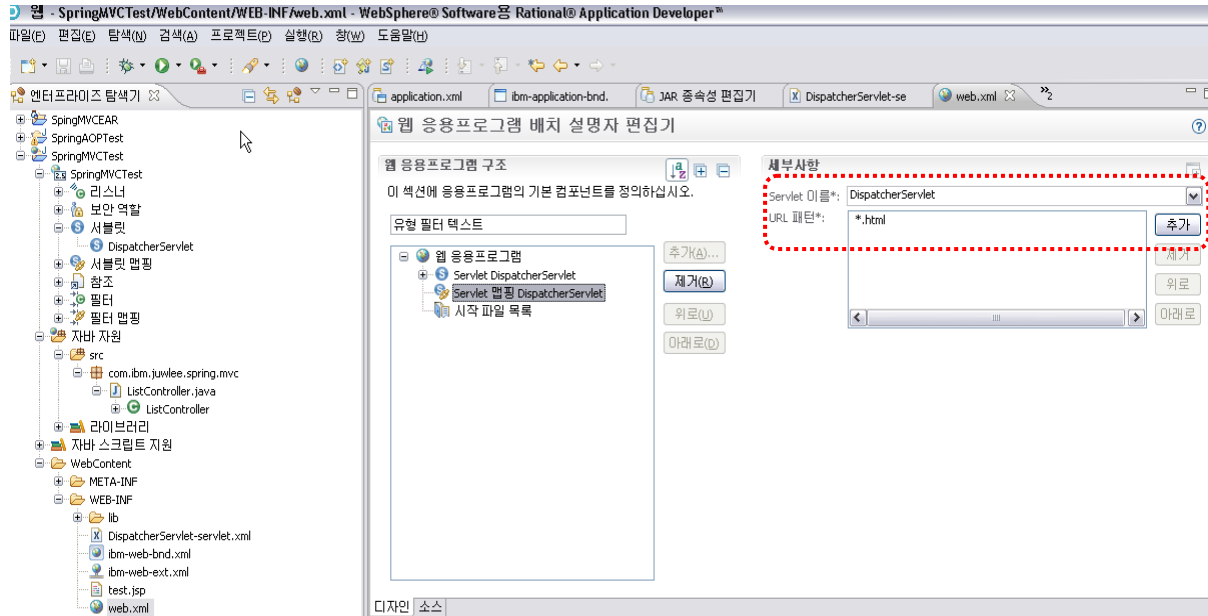 웹 - SpringMVCTest/WebContent/WEB-INF/web.xml - WebSphere® Software용 Rational® Application Developer™
파일(F) 편집(E) 탐색(N) 검색(A) 프로젝트(P) 실행(R) 창(W) 도움말(H)
엔터프라이즈 탐색기
SpingMVCEAR
SpringAOPTest
SpringMVCTest
SpringMVCTest
리스너
보안 역할
서블릿
DispatcherServlet
서블릿 맵핑
참조
필터
필터 맵핑
자바 자원
src
com.ibm.juwlee.spring.mvc
ListController.java
ListController
라이브러리
자바 스크립트 지원
WebContent
META-INF
WEB-INF
lib
DispatcherServlet-servlet.xml
ibm-web-bnd.xml
ibm-web-ext.xml
test.jsp
web.xml
application.xml ibm-application-bnd. JAR 종속성 편집기 DispatcherServlet-se web.xml »2
웹 응용프로그램 배치 설명자 편집기
웹 응용프로그램 구조
이 섹션에 응용프로그램의 기본 컴포넌트를 정의하십시오.
유형 필터 텍스트
웹 응용프로그램
Servlet DispatcherServlet
Servlet 맵핑 DispatcherServlet
시작 파일 목록
추가(A)...
제거(R)
위로(U)
아래로(D)
세부사항
Servlet 이름*: DispatcherServlet
URL 패턴*: *.html
추가
제거
위로
아래로
디자인 소스